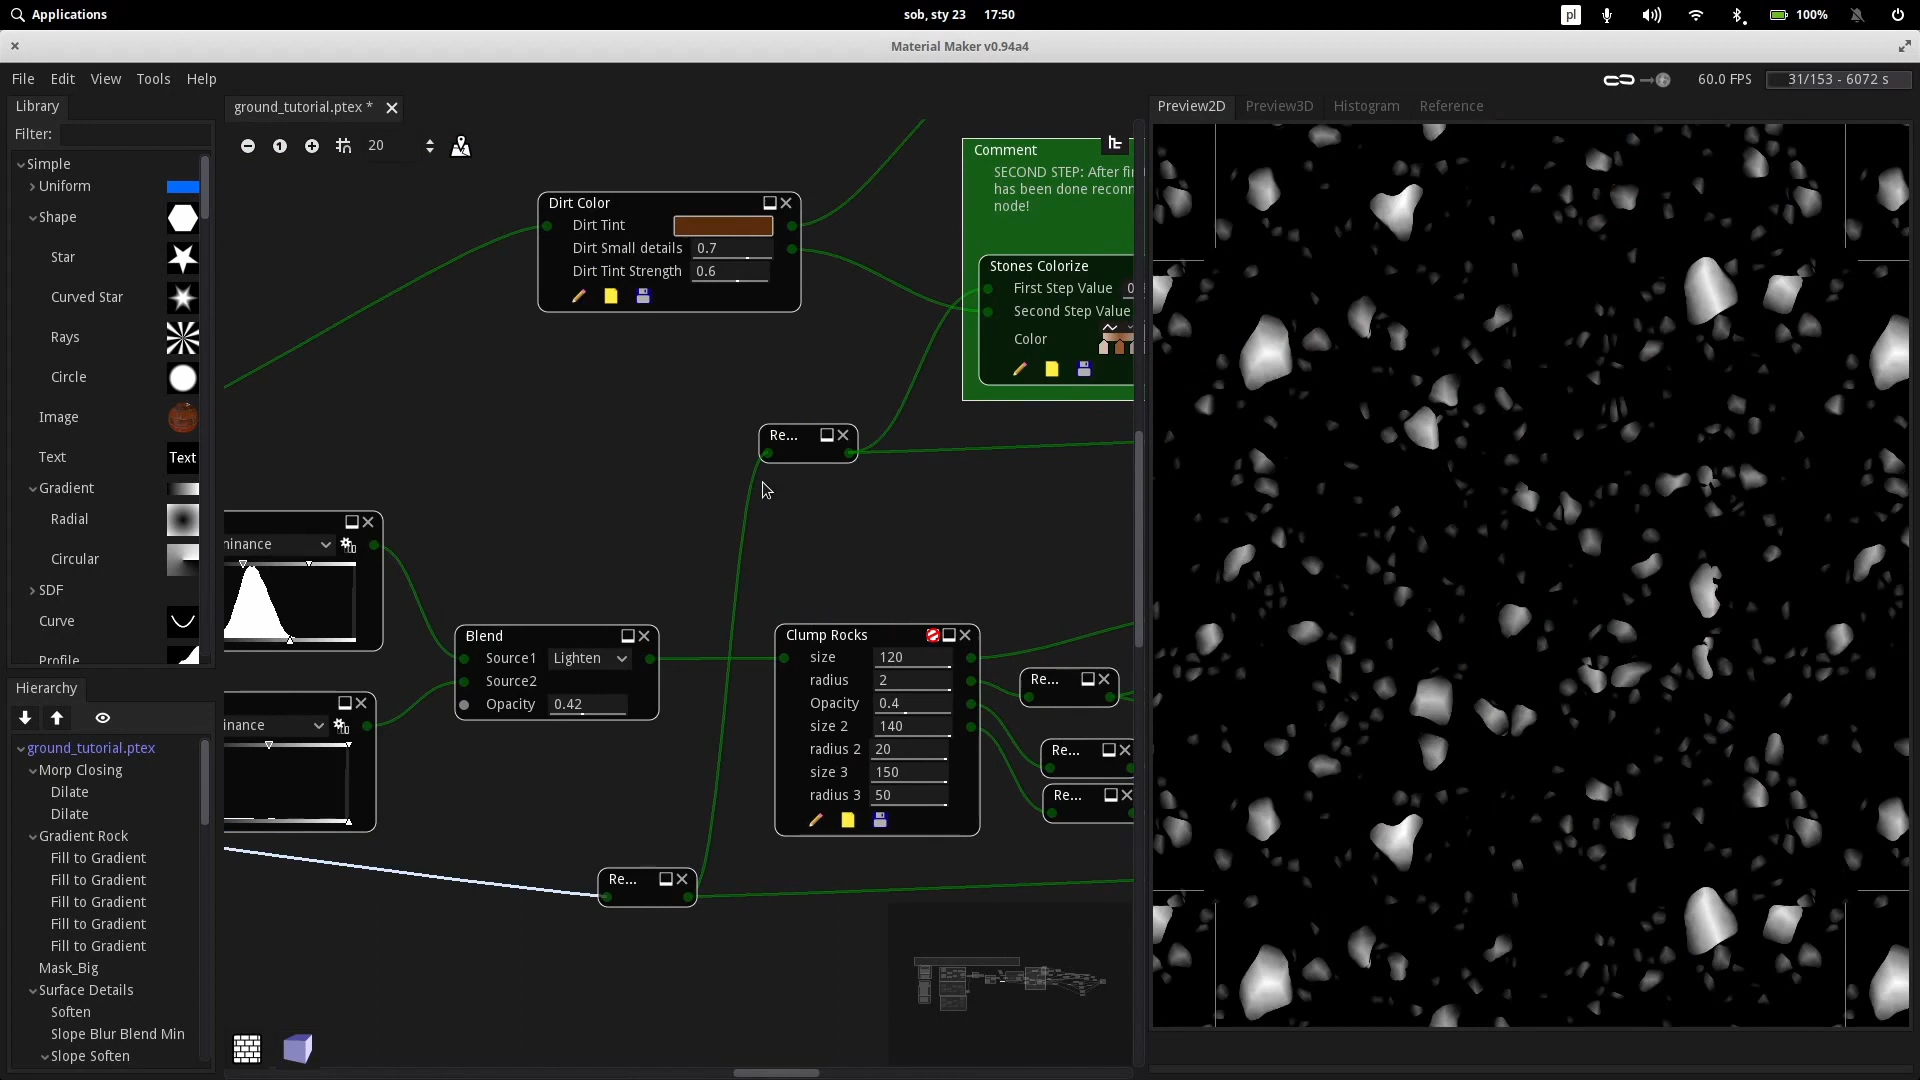 Applications
sob, sty 23 17:50
pl
100%
Material Maker v0.94a4
File Edit View Tools Help
60.0 FPS
31/153 - 6072 s
Library
Filter:
Simple
Uniform
Shape
Star
Curved Star
Rays
Circle
Image
Text
Text
Gradient
Radial
Circular
SDF
Curve
Profile
Hierarchy
ground_tutorial.ptex
Morp Closing
Dilate
Dilate
Gradient Rock
Fill to Gradient
Fill to Gradient
Fill to Gradient
Fill to Gradient
Fill to Gradient
Mask_Big
Surface Details
Soften
Slope Blur Blend Min
Slope Soften
ground_tutorial.ptex *
1
20
Dirt Color
Dirt Tint
Dirt Small details 0.7
Dirt Tint Strength 0.6
Comment
SECOND STEP: After fi
has been done reconn
node!
Stones Colorize
First Step Value 0
Second Step Value
Color
Re...
minance
Blend
Source1 Lighten
Source2
Opacity 0.42
inance
Clump Rocks
size 120
radius 2
Opacity 0.4
size 2 140
radius 2 20
size 3 150
radius 3 50
Re...
Re...
Re...
Re...
Preview2D Preview3D Histogram Reference